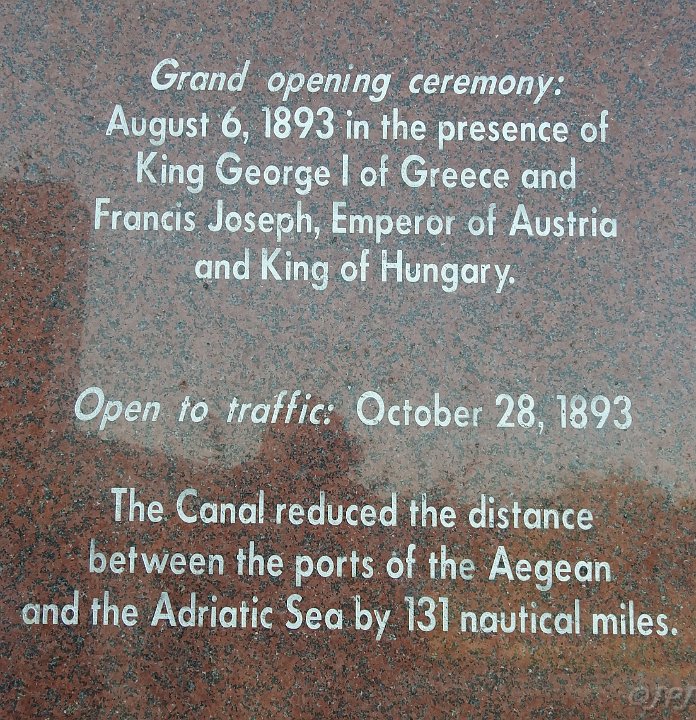 Grand opening ceremony:
August 6, 1893 in the presence of
King George I of Greece and
Francis Joseph, Emperor of Austria
and King of Hungary.
Open to traffic: October 28, 1893
The Canal reduced the distance
between the ports of the Aegean
and the Adriatic Sea by 131 nautical miles.